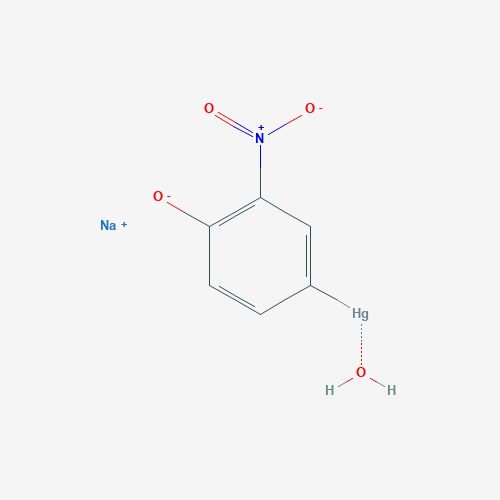 O O -
N +
O -
Na +
Hg
O
H H